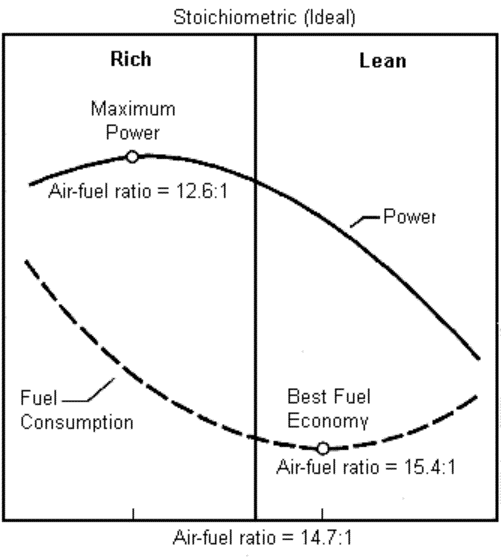 Stoichiometric (Ideal)
Rich
Lean
Maximum
Power
Air-fuel ratio = 12.6:1
Power
Fuel
Consumption
Best Fuel
Economy
Air-fuel ratio = 15.4:1
Air-fuel ratio = 14.7:1